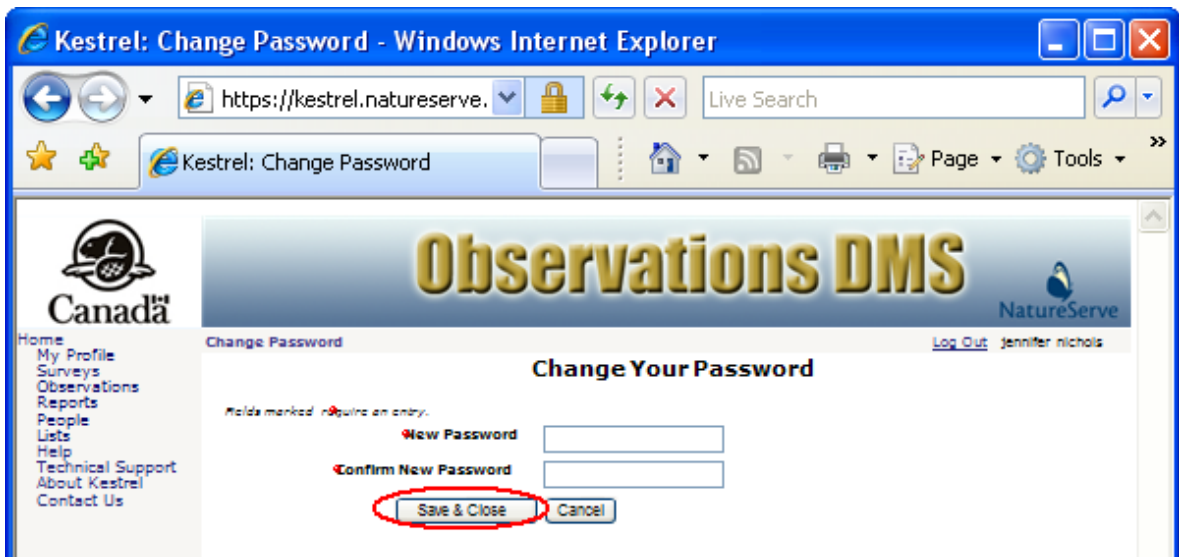 Kestrel: Change Password - Windows Internet Explorer
https://kestrel.natureserve.
Live Search
Kestrel: Change Password
Page
Tools
»
Canada
Observations DMS
NatureServe
Home
My Profile
Surveys
Observations
Reports
People
Lists
Help
Technical Support
About Kestrel
Contact Us
Change Password
Log Out jennifer nichols
Change Your Password
Fields marked require an entry.
New Password
Confirm New Password
Save & Close Cancel